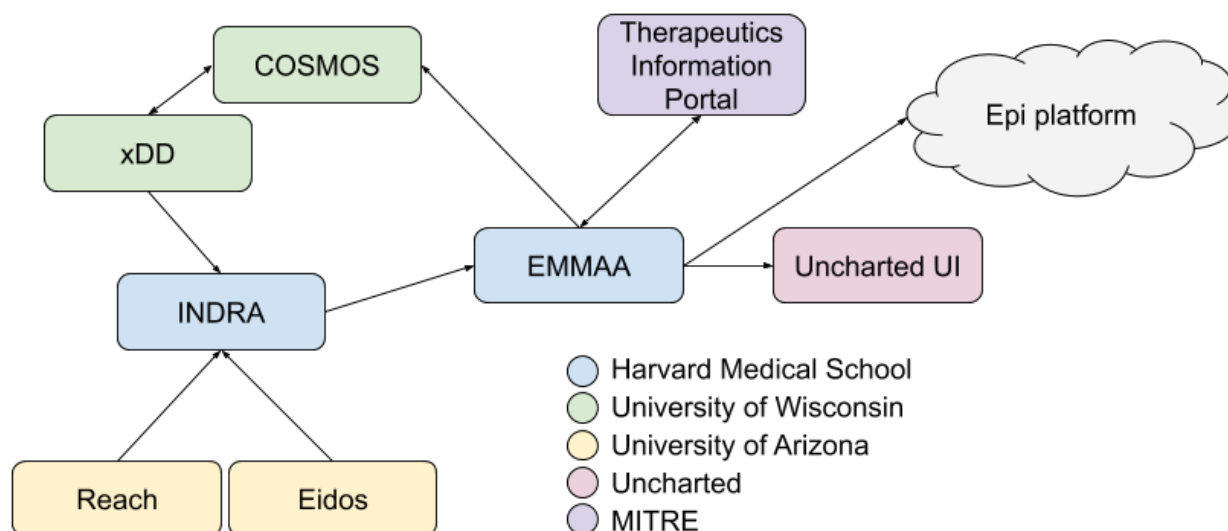 COSMOS
Therapeutics
Information
Portal
Epi platform
xDD
EMMAA
Uncharted UI
INDRA
Harvard Medical School
University of Wisconsin
University of Arizona
Uncharted
MITRE
Reach
Eidos